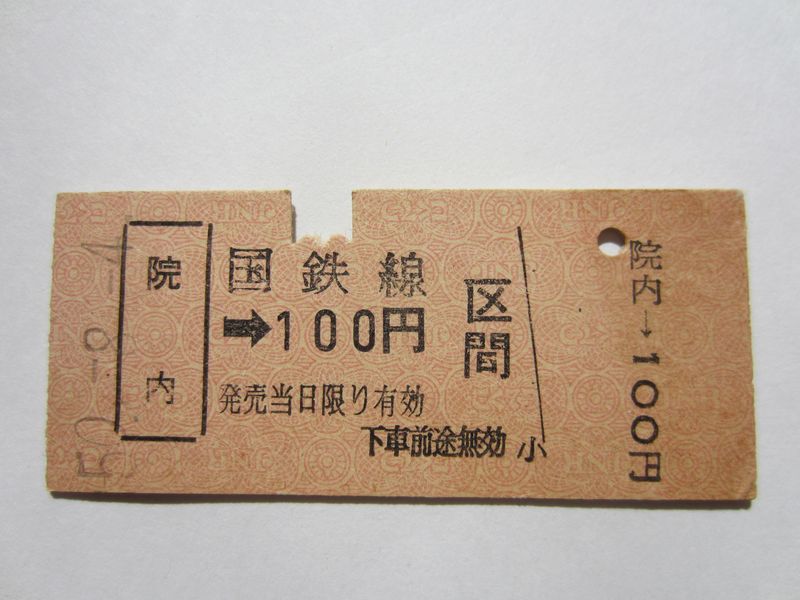 院内
国鉄線
➡100円
区間
発売当日限り有効
下車前途無効
小
院内→100円